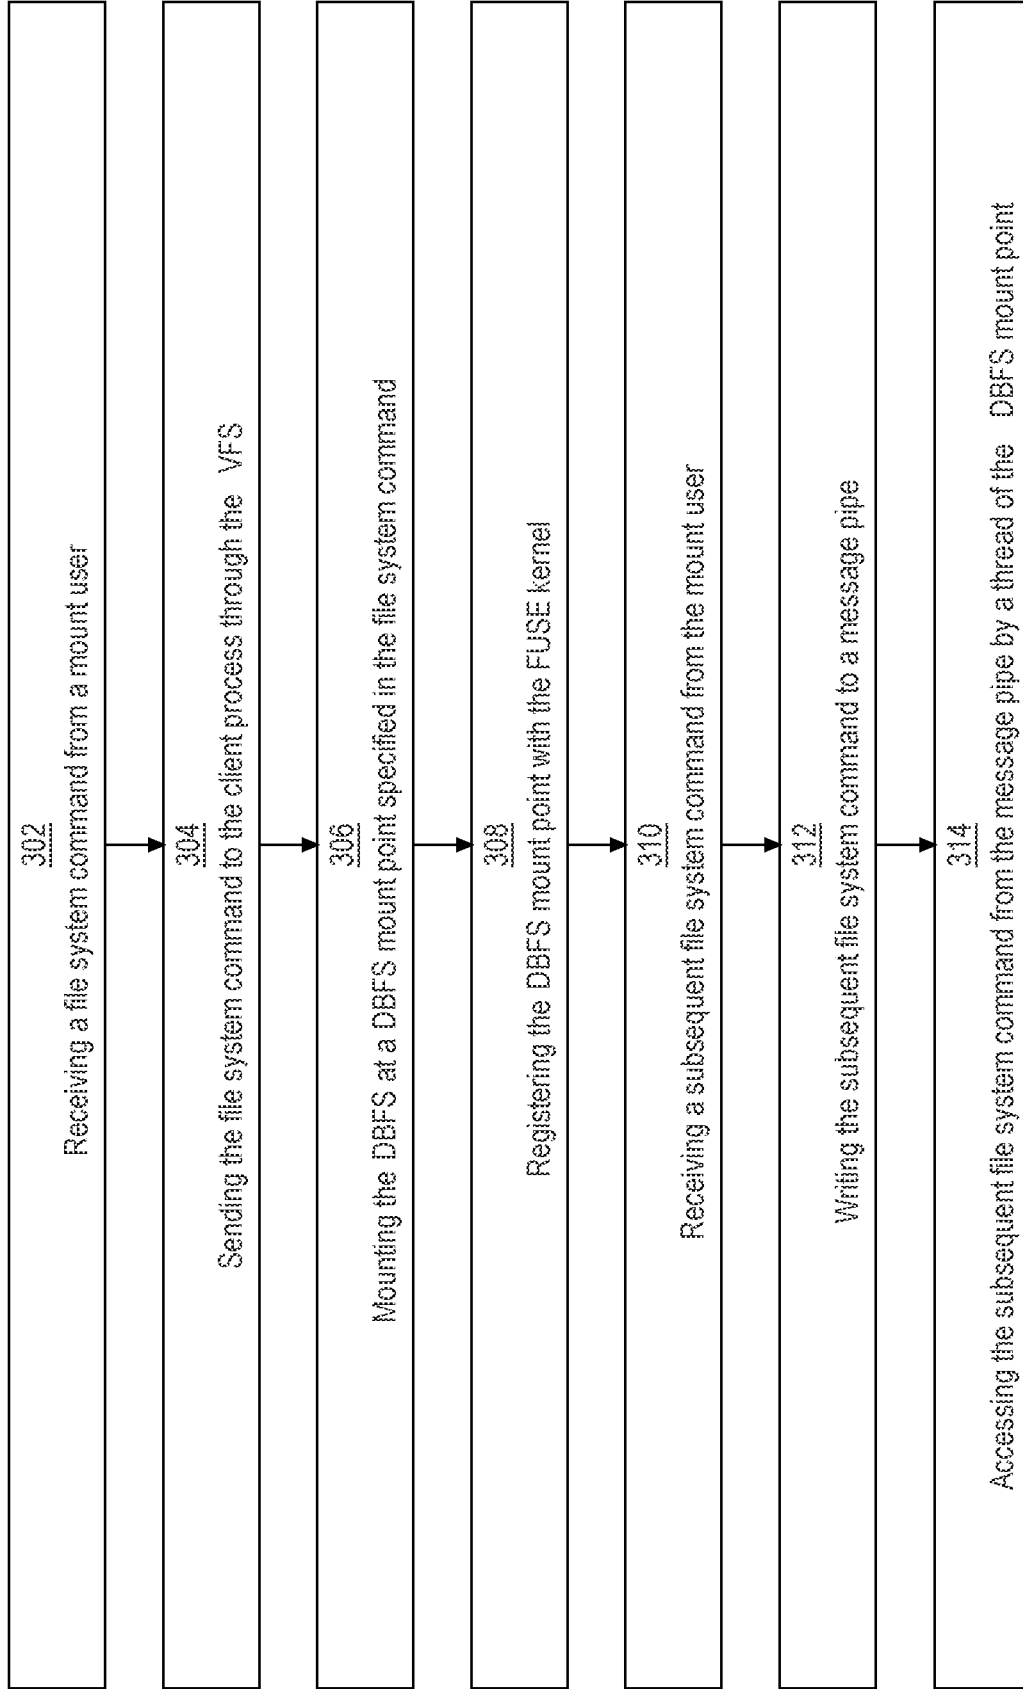 302
Receiving a file system command from a mount user
304
Sending the file system command to the client process through the VFS
306
Mounting the DBFS at a DBFS mount point specified in the file system command
308
Registering the DBFS mount point with the FUSE kernel
310
Receiving a subsequent file system command from the mount user
312
Writing the subsequent file system command to a message pipe
314
Accessing the subsequent file system command from the message pipe by a thread of the DBFS mount point